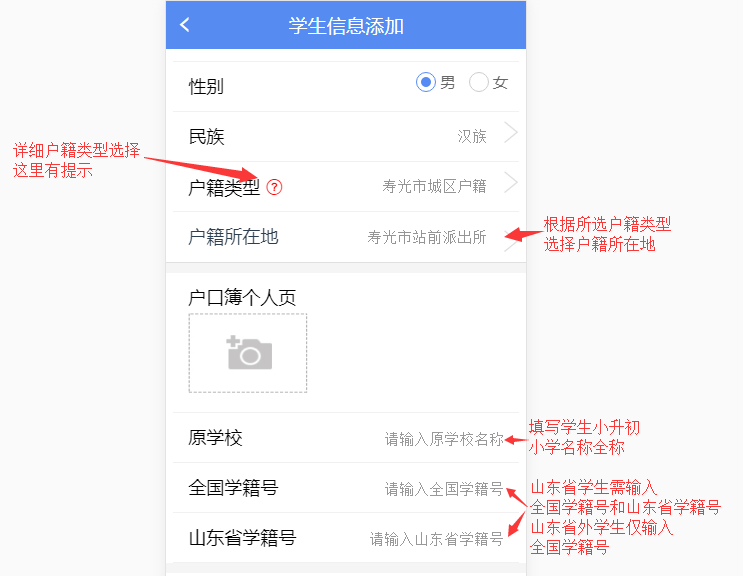 学生信息添加
性别
男
女
民族
汉族
详细户籍类型选择
这里有提示
户籍类型
?
寿光市城区户籍
户籍所在地
寿光市站前派出所
根据所选户籍类型
选择户籍所在地
户口簿个人页
原学校
请输入原学校名称
填写学生小升初
小学名称全称
全国学籍号
请输入全国学籍号
山东省学生需输入
全国学籍号和山东省学籍号
山东省外学生仅输入
全国学籍号
山东省学籍号
请输入山东省学籍号